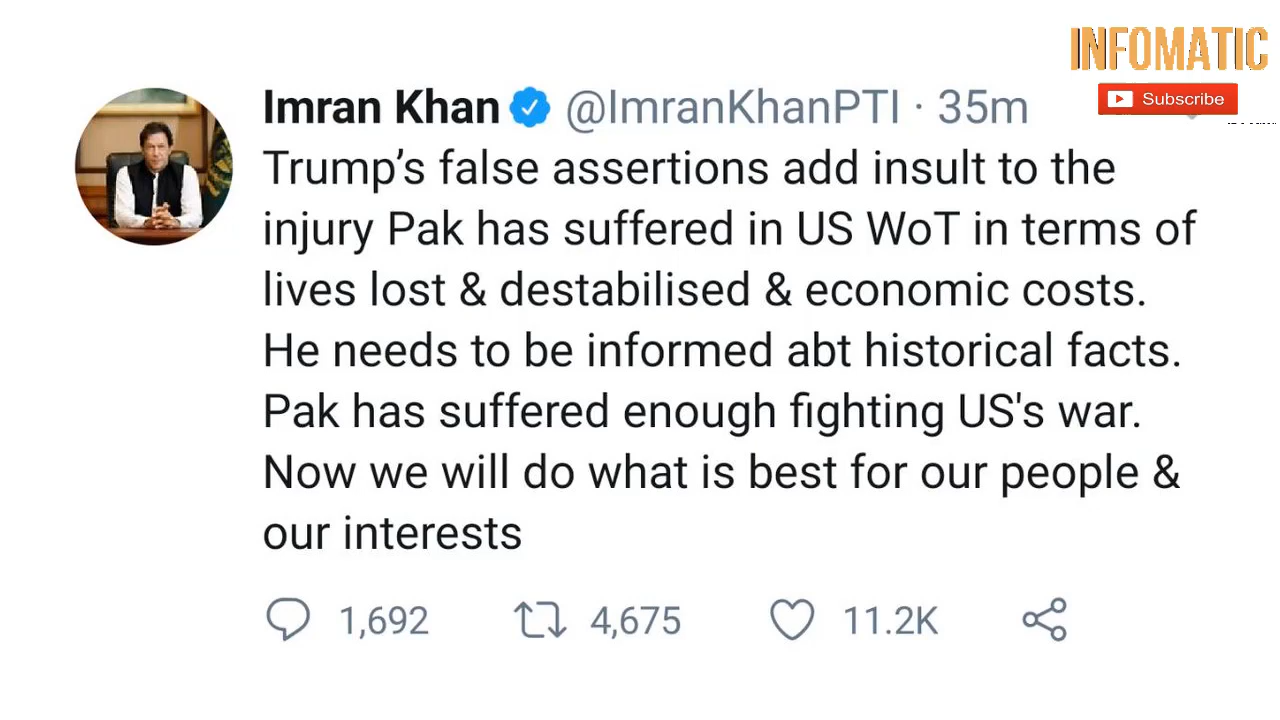 INFOMATIC
Subscribe
Imran Khan @ImranKhanPTI · 35m
Trump’s false assertions add insult to the
injury Pak has suffered in US WoT in terms of
lives lost & destabilised & economic costs.
He needs to be informed abt historical facts.
Pak has suffered enough fighting US's war.
Now we will do what is best for our people &
our interests
1,692 4,675 11.2K